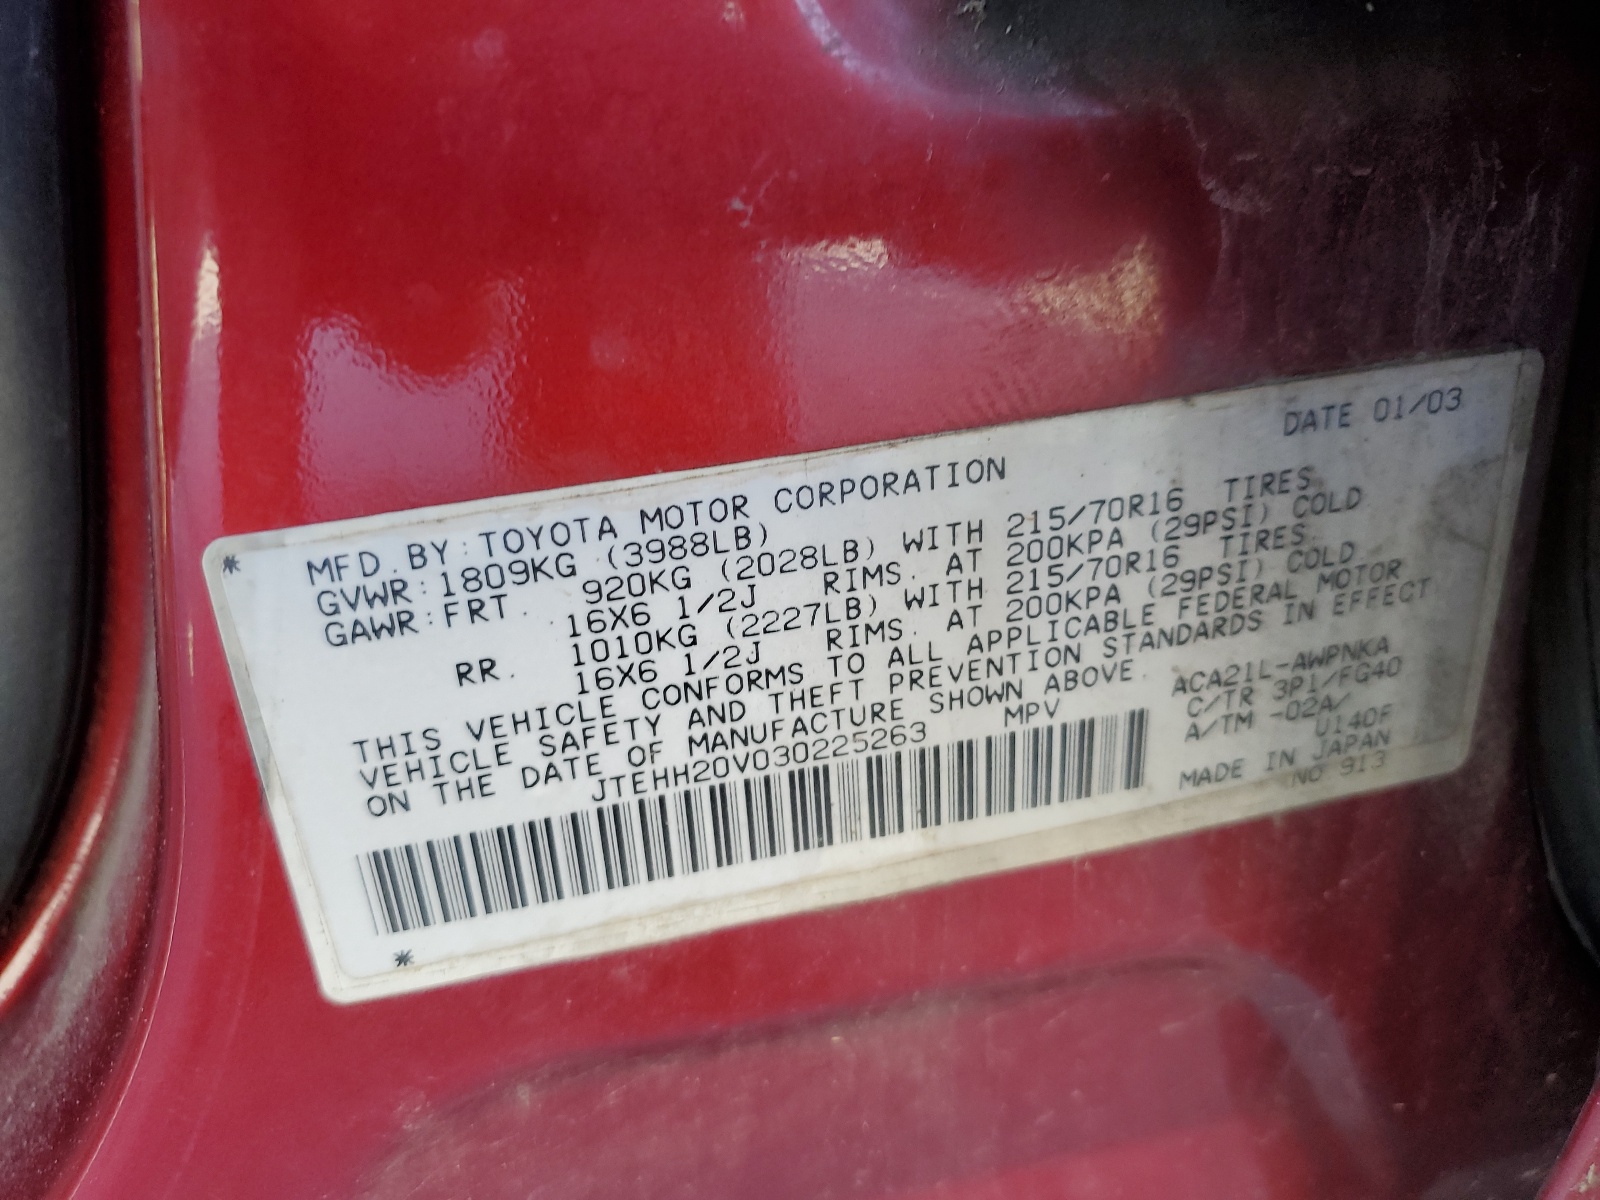 DATE 01/03
* MFD. BY: TOYOTA MOTOR CORPORATION
GVWR: 1809KG (3988LB)
GAWR: FRT. 920KG (2028LB) WITH 215/70R16 TIRES,
16X6 1/2J RIMS, AT 200KPA (29PSI) COLD
RR. 1010KG (2227LB) WITH 215/70R16 TIRES,
16X6 1/2J RIMS, AT 200KPA (29PSI) COLD.
THIS VEHICLE CONFORMS TO ALL APPLICABLE FEDERAL MOTOR
VEHICLE SAFETY AND THEFT PREVENTION STANDARDS IN EFFECT
ON THE DATE OF MANUFACTURE SHOWN ABOVE.
JTEHH20V030225263 MPV
ACA21L-AWPNKA
C/TR 3P1/FG40
A/TM -02A/
U140F
MADE IN JAPAN
NO 913
*